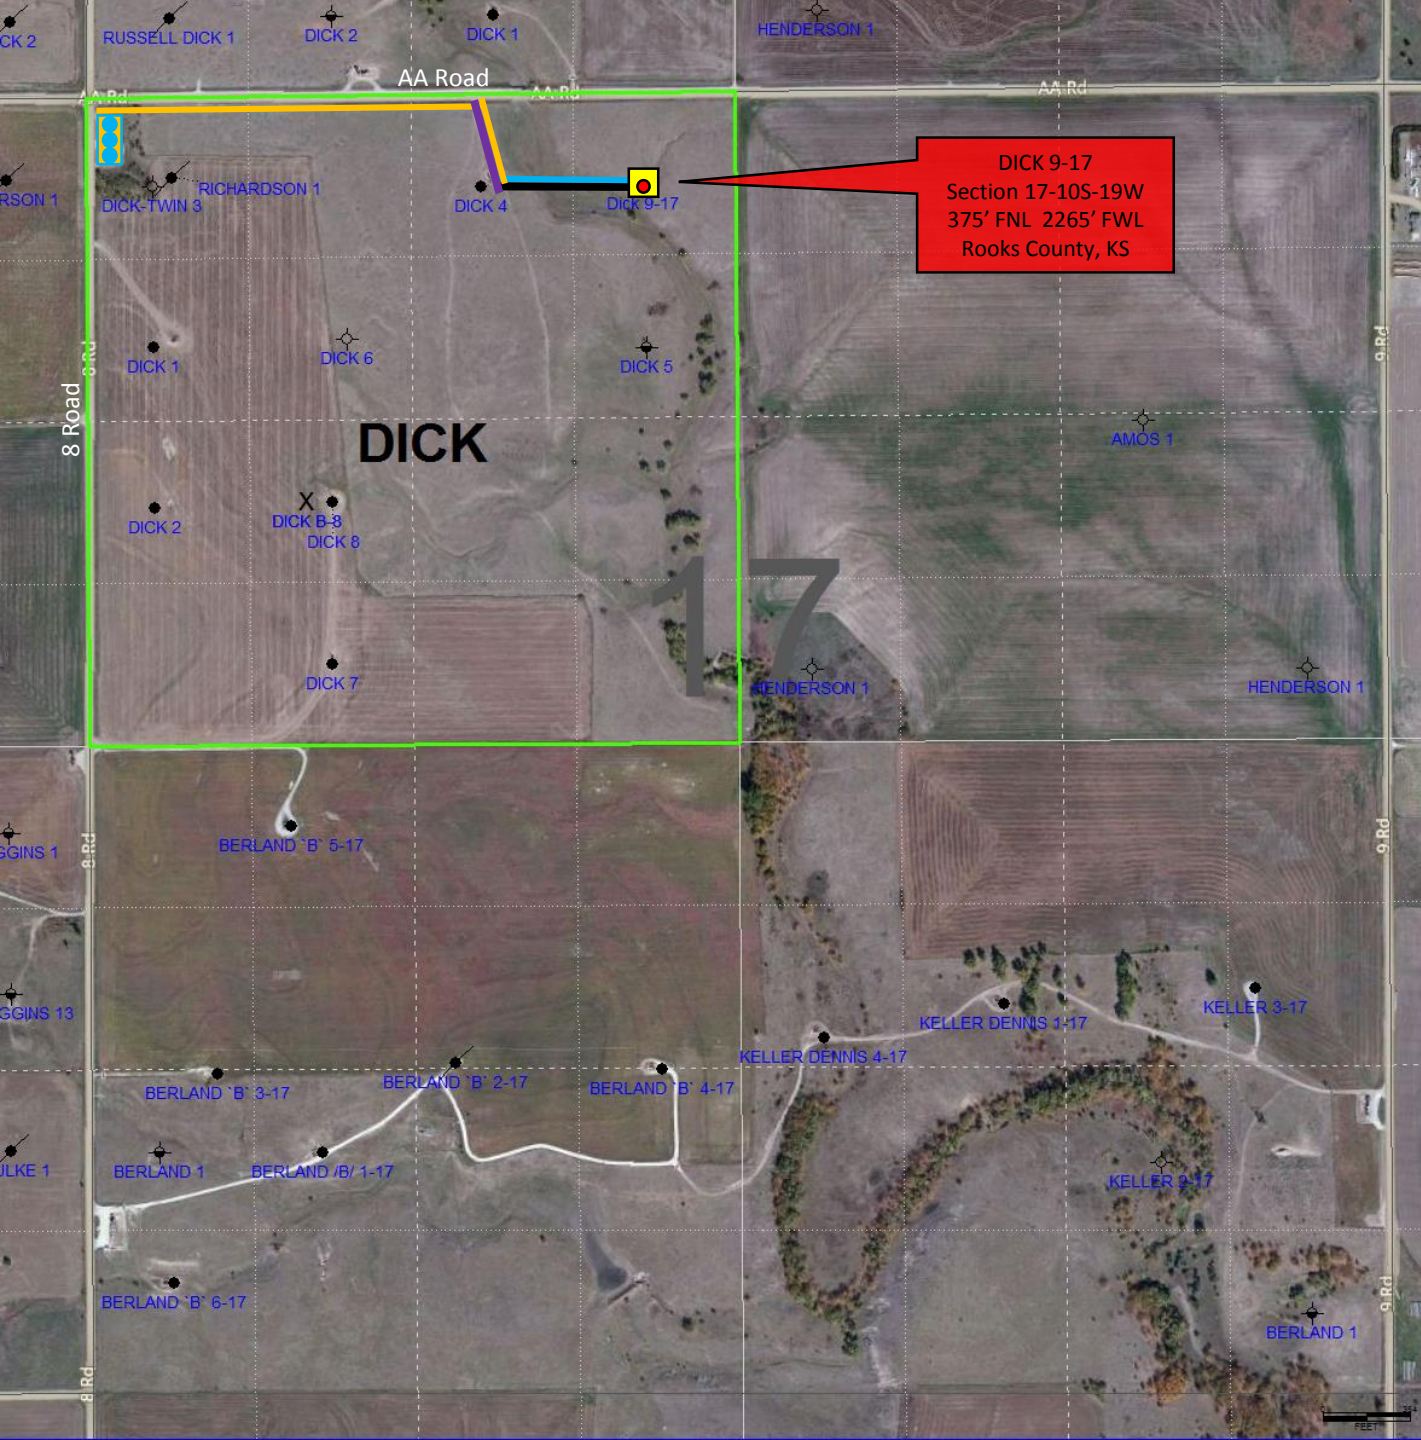 CK 2
RUSSELL DICK 1
DICK 2
DICK 1
HENDERSON 1
AA Road
AA Rd
AA Rd
AA Rd
DICK 9-17
Section 17-10S-19W
375’ FNL 2265’ FWL
Rooks County, KS
RSON 1
RICHARDSON 1
DICK-TWIN 3
DICK 4
Dick 9-17
8 Road
8 Rd
9 Rd
DICK 1
DICK 6
DICK 5
DICK
AMOS 1
DICK 2
X
DICK B-8
DICK 8
17
DICK 7
HENDERSON 1
HENDERSON 1
GGINS 1
8 Rd
BERLAND `B` 5-17
9 Rd
GGINS 13
KELLER 3-17
KELLER DENNIS 1-17
KELLER DENNIS 4-17
BERLAND `B` 3-17
BERLAND `B` 2-17
BERLAND `B` 4-17
ULKE 1
BERLAND 1
BERLAND /B/ 1-17
KELLER 2-17
BERLAND `B` 6-17
9 Rd
BERLAND 1
8 Rd
0
354
FEET